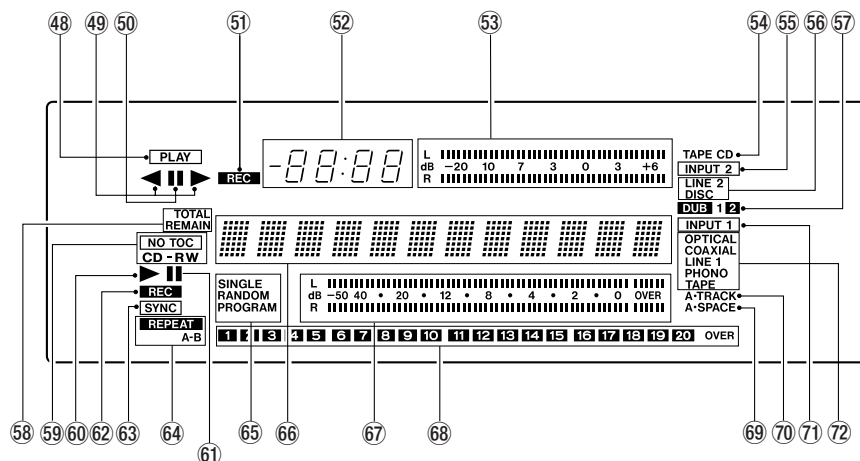 48 49 50 51 52 53 54 55 56 57
PLAY
REC
-88:88
L
dB -20 10 7 3 0 3 +6
R
TAPE CD
INPUT 2
LINE 2
DISC
DUB 1 2
TOTAL
REMAIN
NO TOC
CD-RW
REC
SYNC
REPEAT
A-B
SINGLE
RANDOM
PROGRAM
L
dB -50 40 • 20 • 12 • 8 • 4 • 2 • 0 OVER
R
1 2 3 4 5 6 7 8 9 10 11 12 13 14 15 16 17 18 19 20 OVER
INPUT 1
OPTICAL
COAXIAL
LINE 1
PHONO
TAPE
A•TRACK
A•SPACE
58 59 60 62 63 64 61 65 66 67 68 69 70 71 72